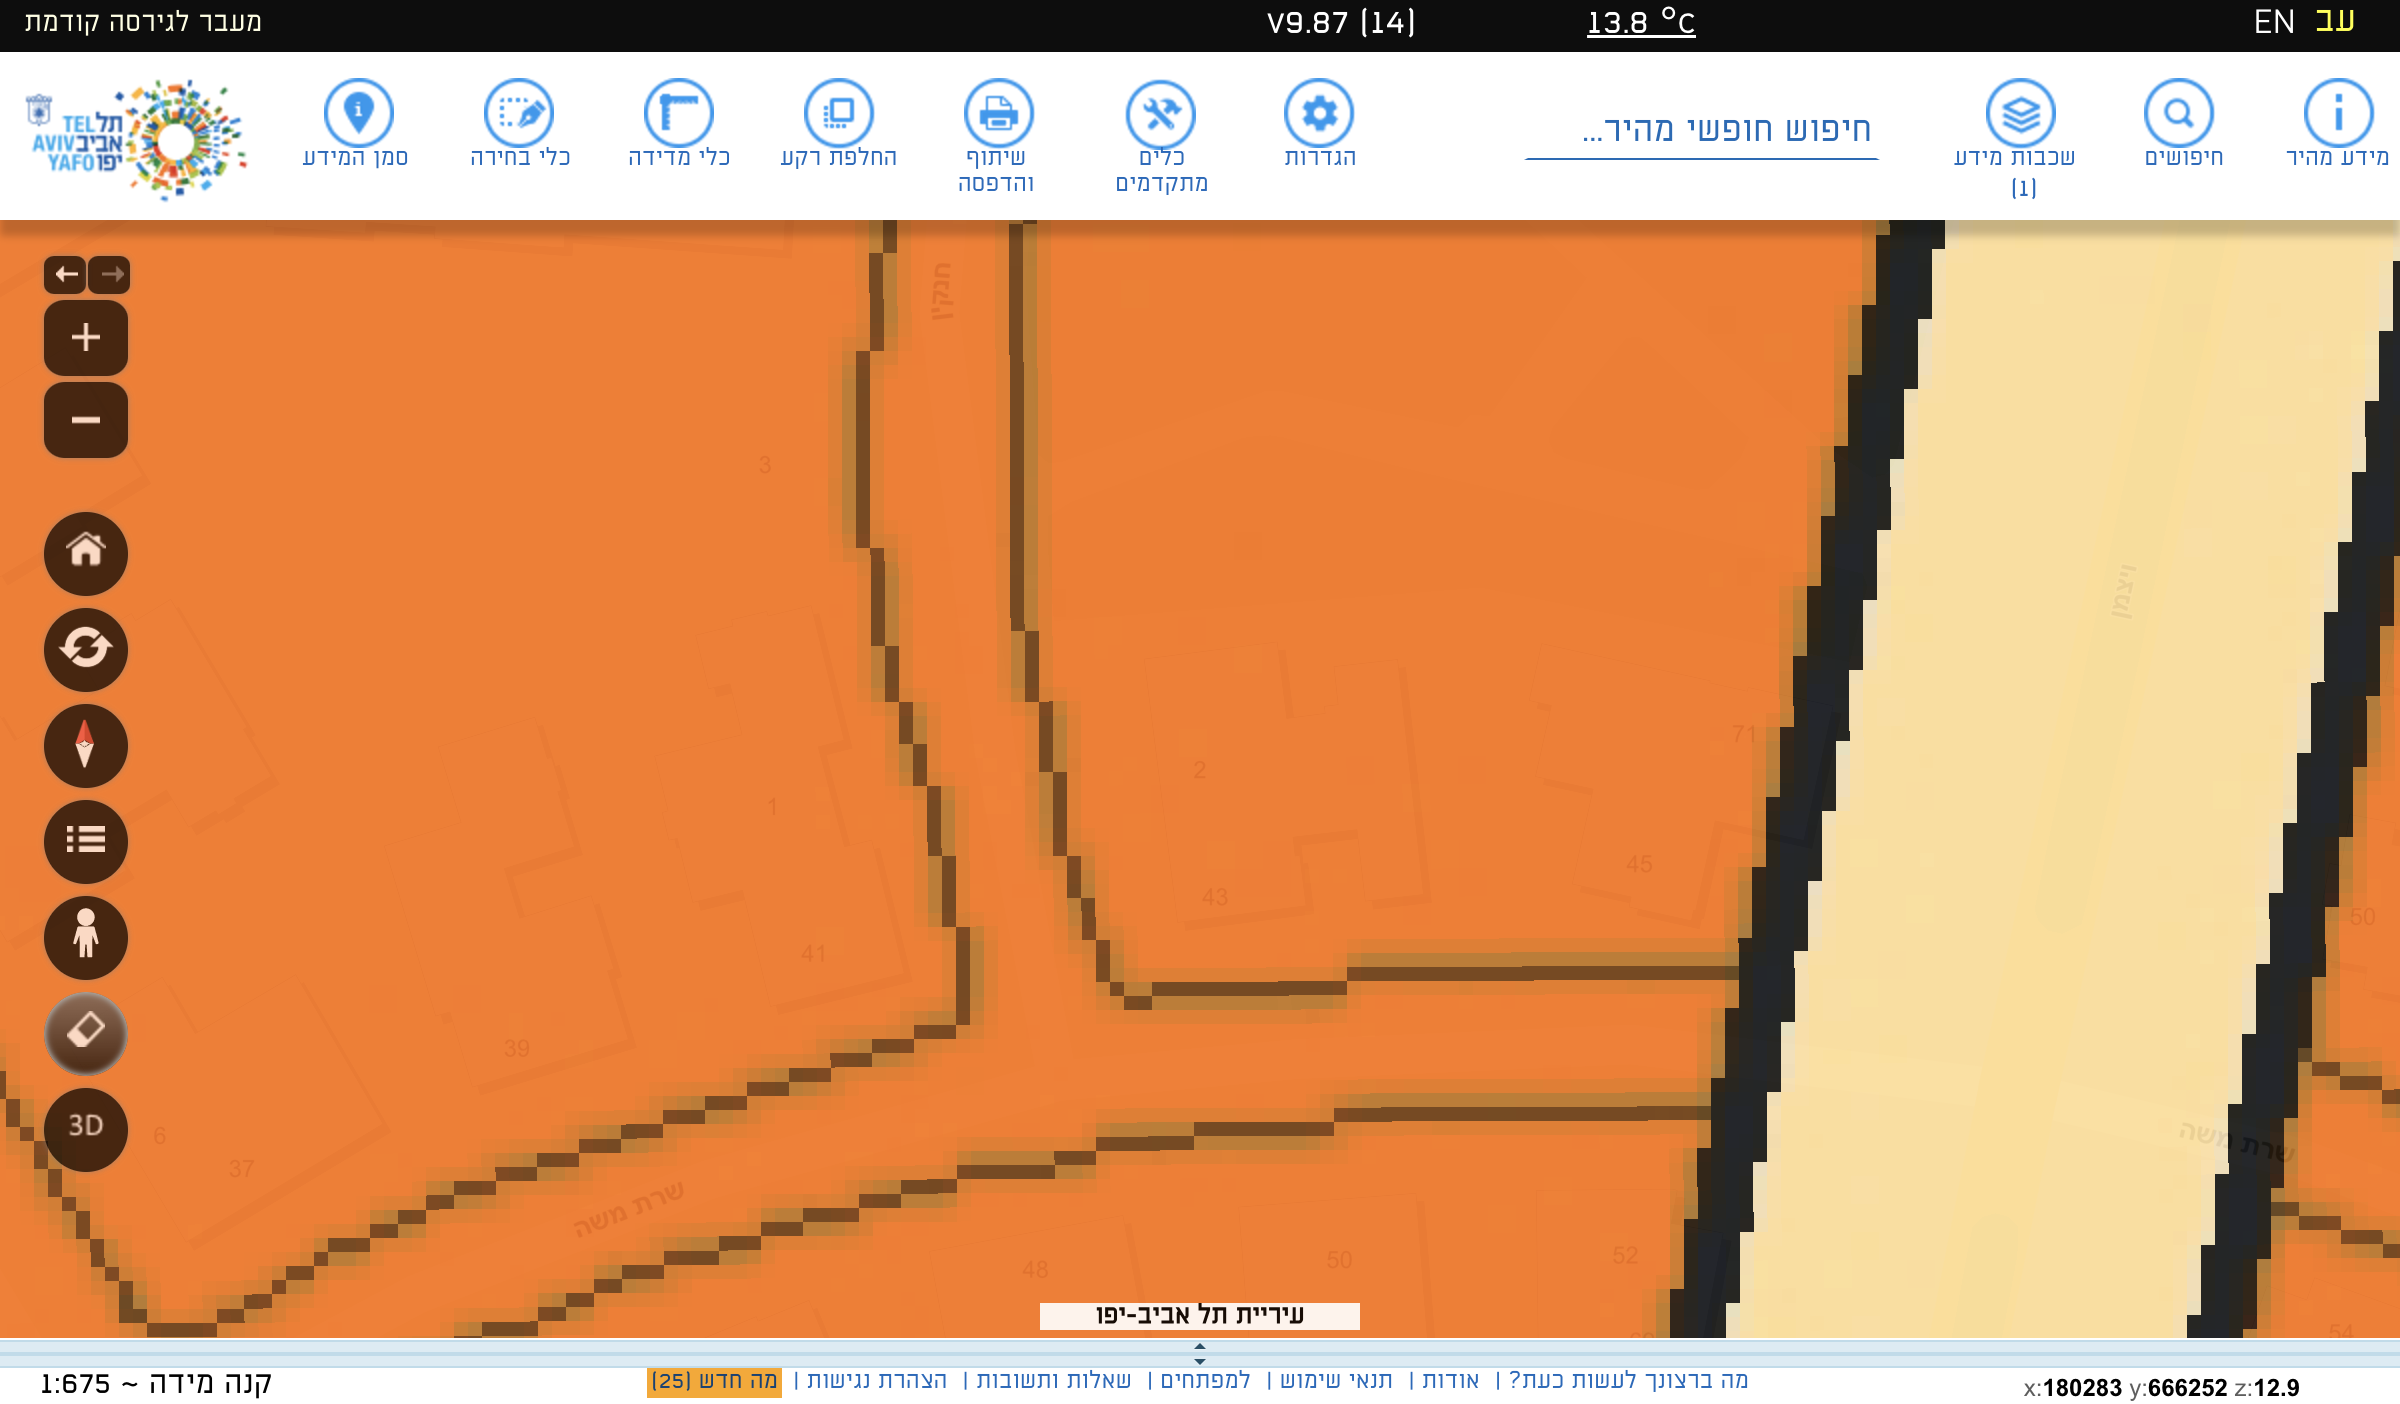 עב EN
13.8 °C
V9.87 (14)
מעבר לגירסה קודמת
מידע מהיר
חיפושים
שכבות מידע
(1)
חיפוש חופשי מהיר...
הגדרות
כלים
מתקדמים
שיתוף
והדפסה
החלפת רקע
כלי מדידה
כלי בחירה
סמן המידע
תל TEL
אביב AVIV
יפו YAFO
חנקין
3
ויצמן
71
2
1
45
43
50
41
39
6
37
3D
שרת משה
שרת משה
48
50
52
54
עיריית תל אביב-יפו
מה ברצונך לעשות כעת? | אודות | תנאי שימוש | למפתחים | שאלות ותשובות | הצהרת נגישות | מה חדש (25)
קנה מידה ~ 1:675
x:180283 y:666252 z:12.9